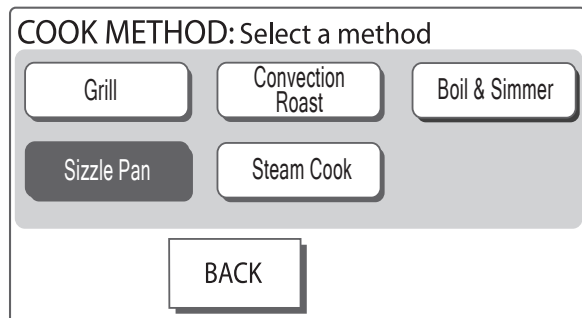 COOK METHOD: Select a method
Grill
Convection
Roast
Boil & Simmer
Sizzle Pan
Steam Cook
BACK